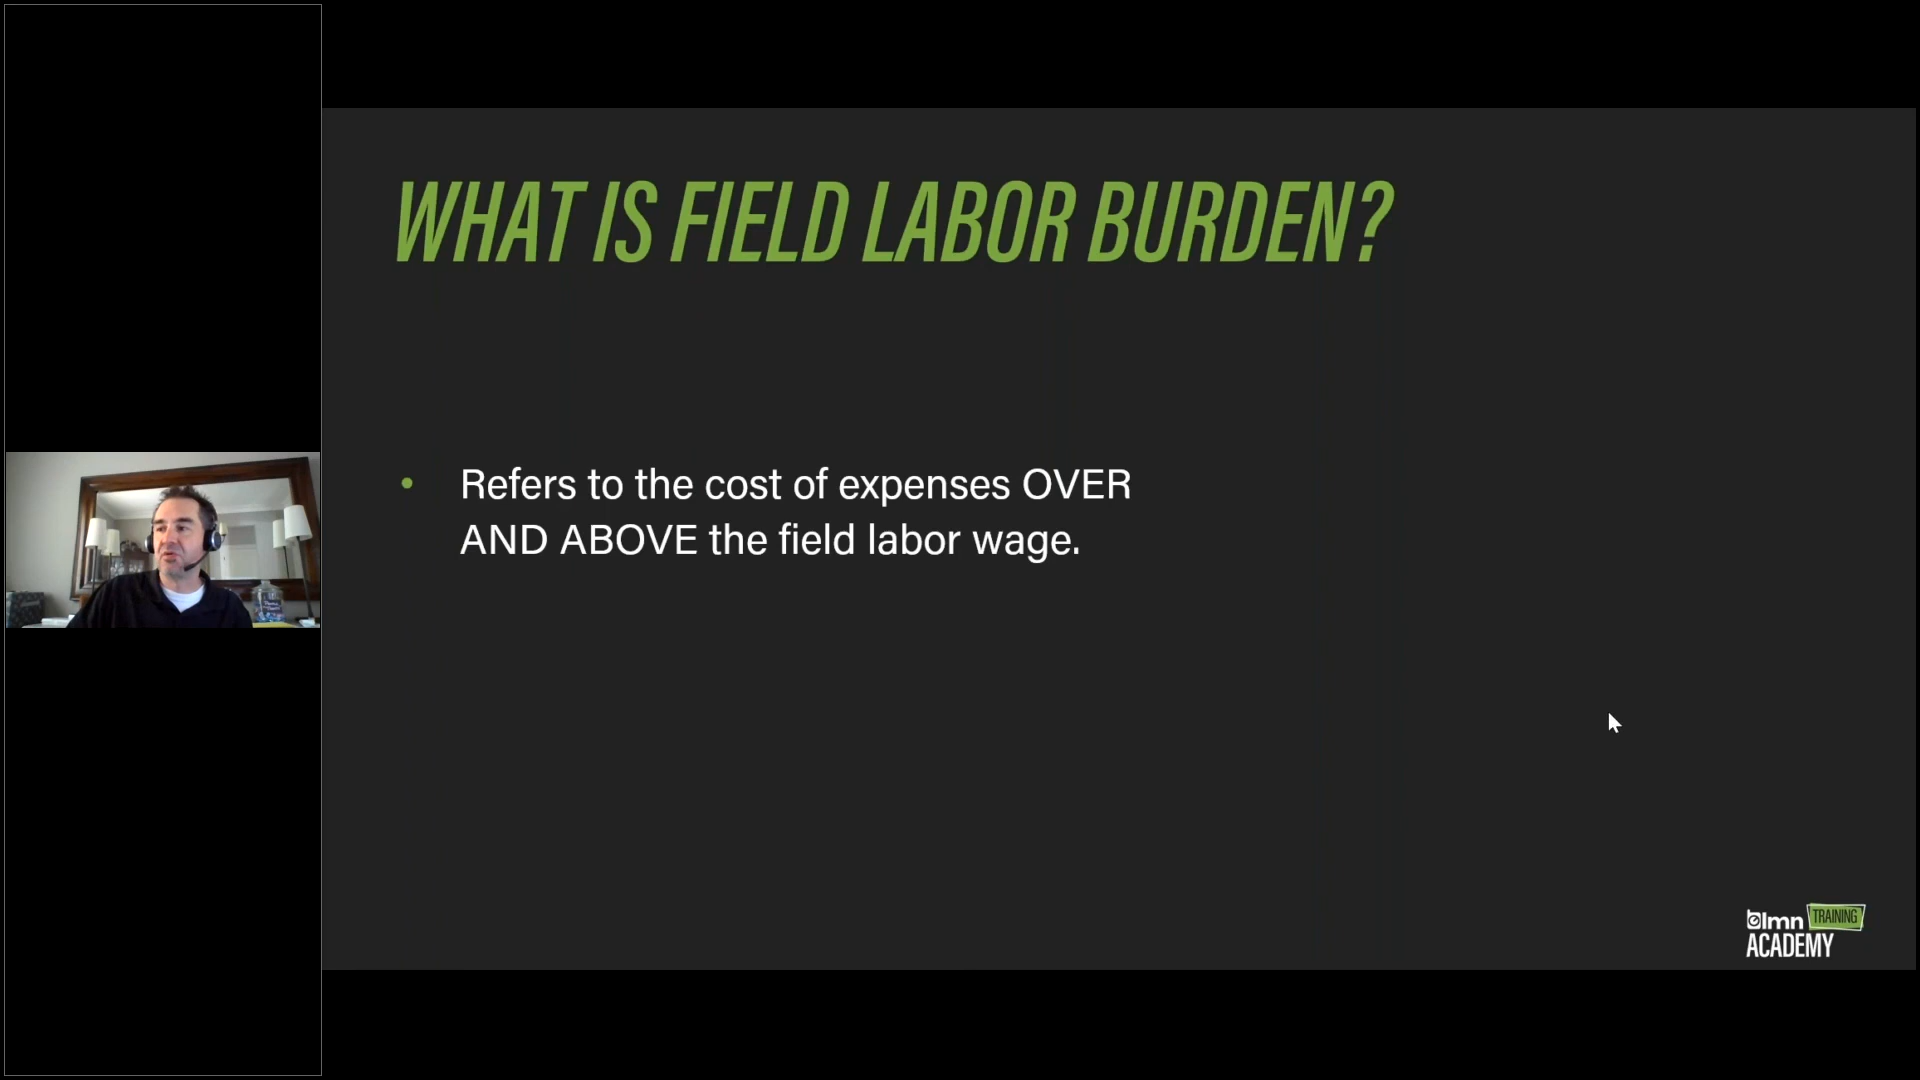 WHAT IS FIELD LABOR BURDEN?
• Refers to the cost of expenses OVER
AND ABOVE the field labor wage.
lmn TRAINING
ACADEMY